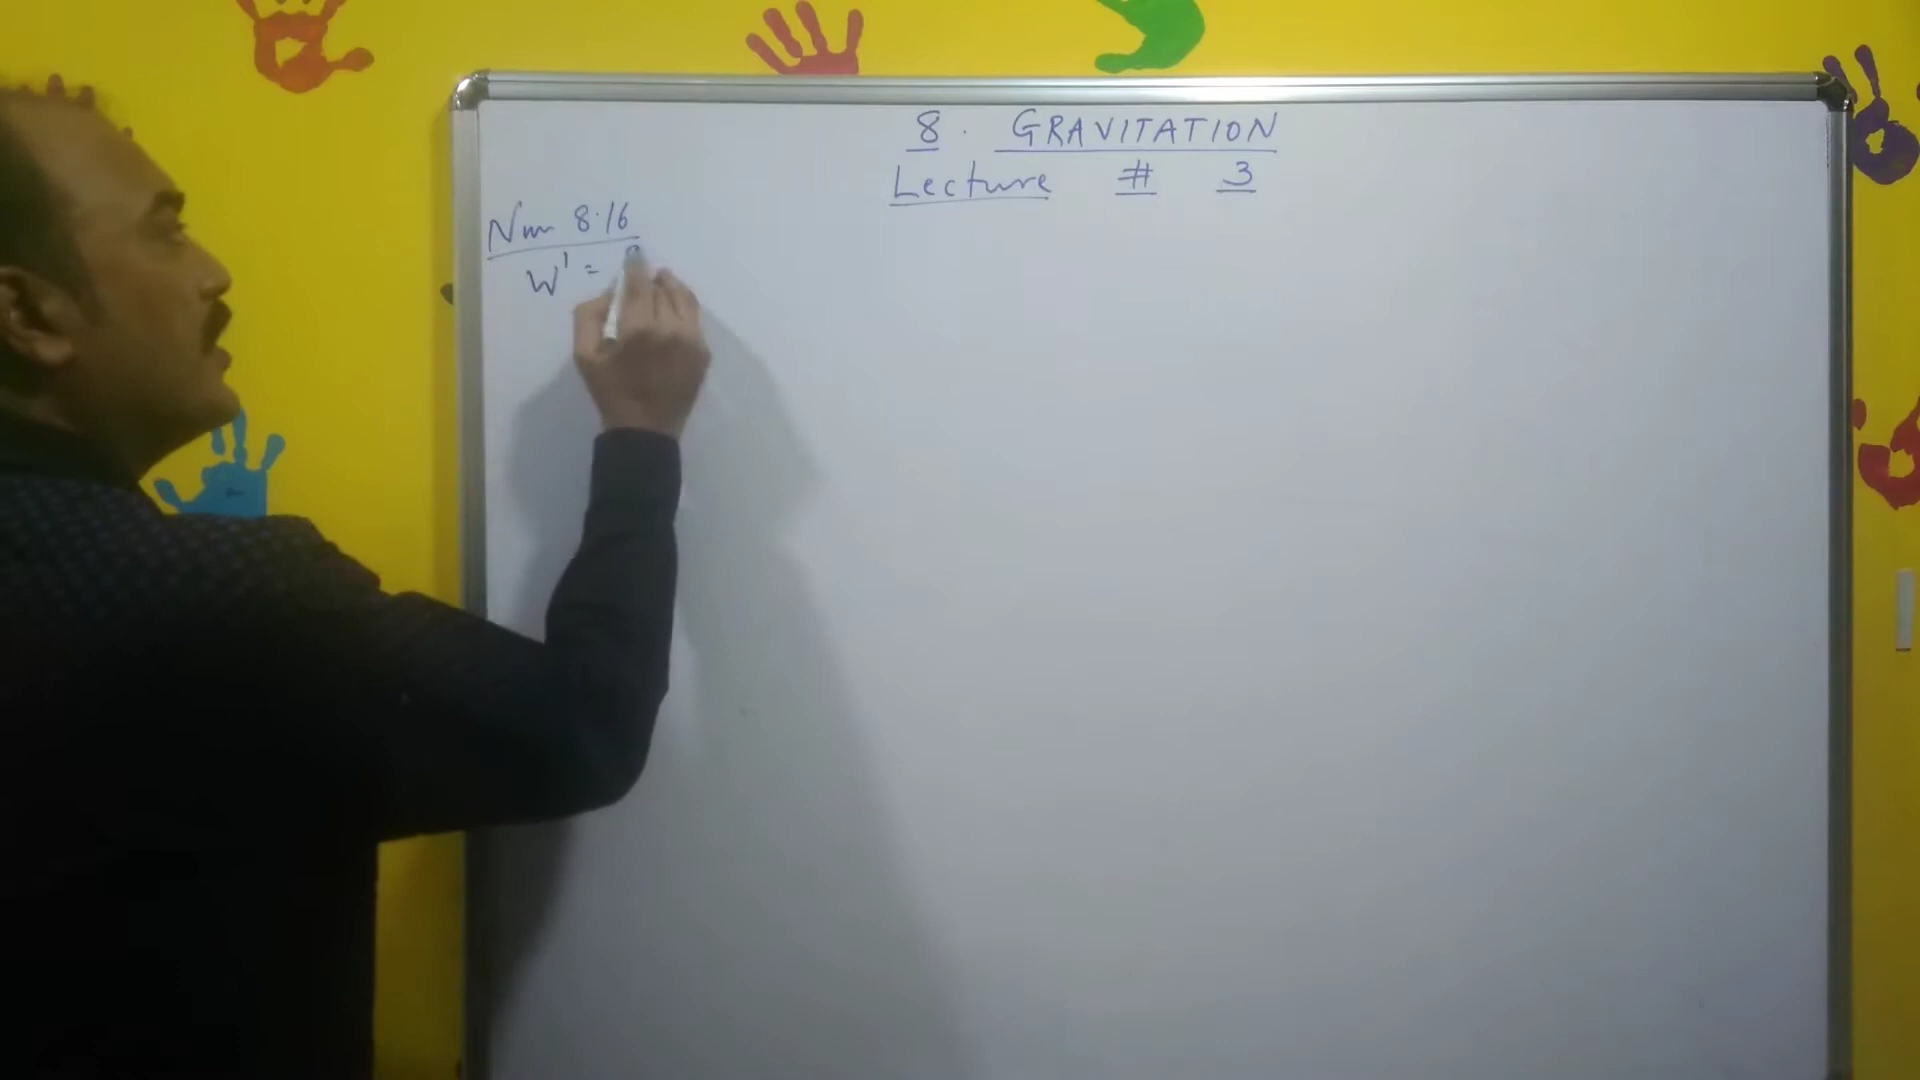 8. GRAVITATION
Lecture # 3
Num 8.16
W' =